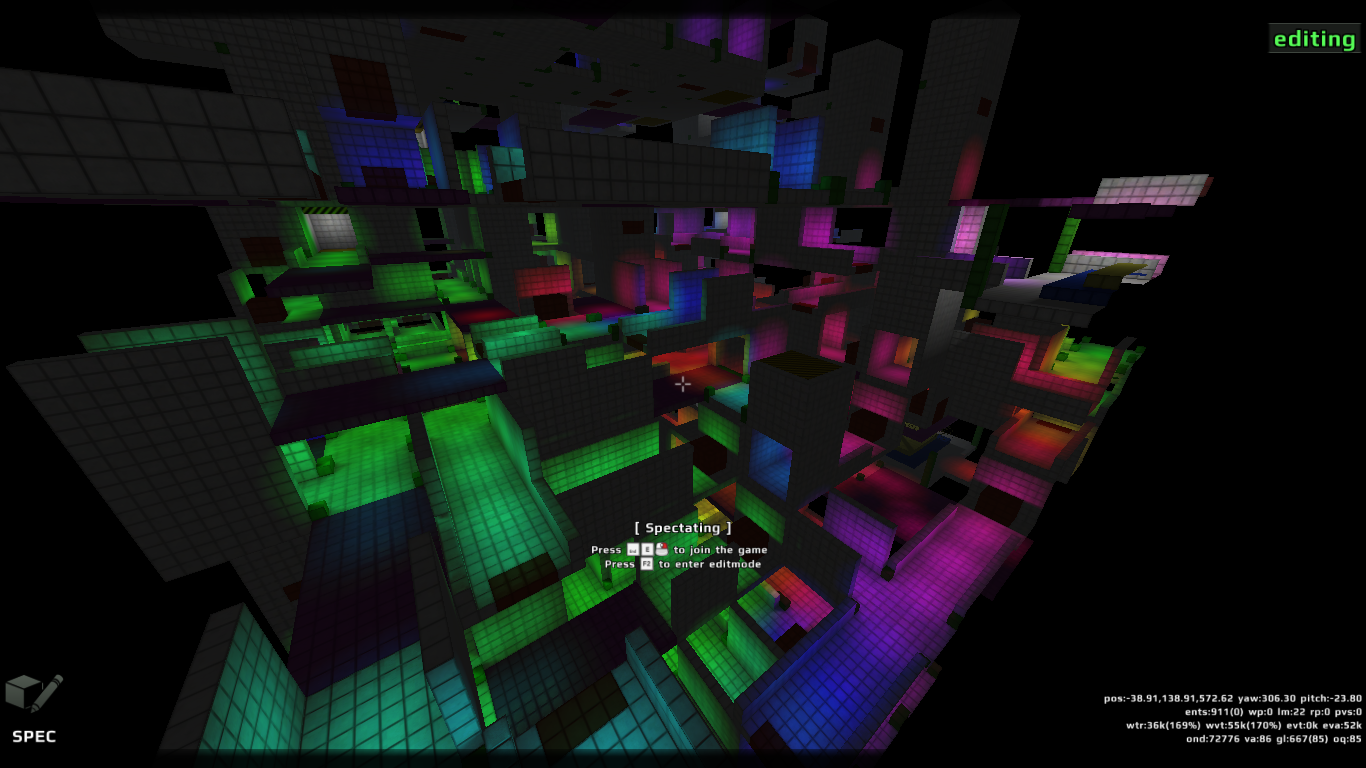 editing
[ Spectating ]
Press E to join the game
Press F2 to enter editmode
pos:-38.91,138.91,572.62 yaw:306.30 pitch:-23.80
ents:911(0) wp:0 lm:22 rp:0 pvs:0
wtr:36k(169%) wvt:55k(170%) evt:0k eva:52k
ond:72776 va:86 gl:667(85) oq:85
SPEC